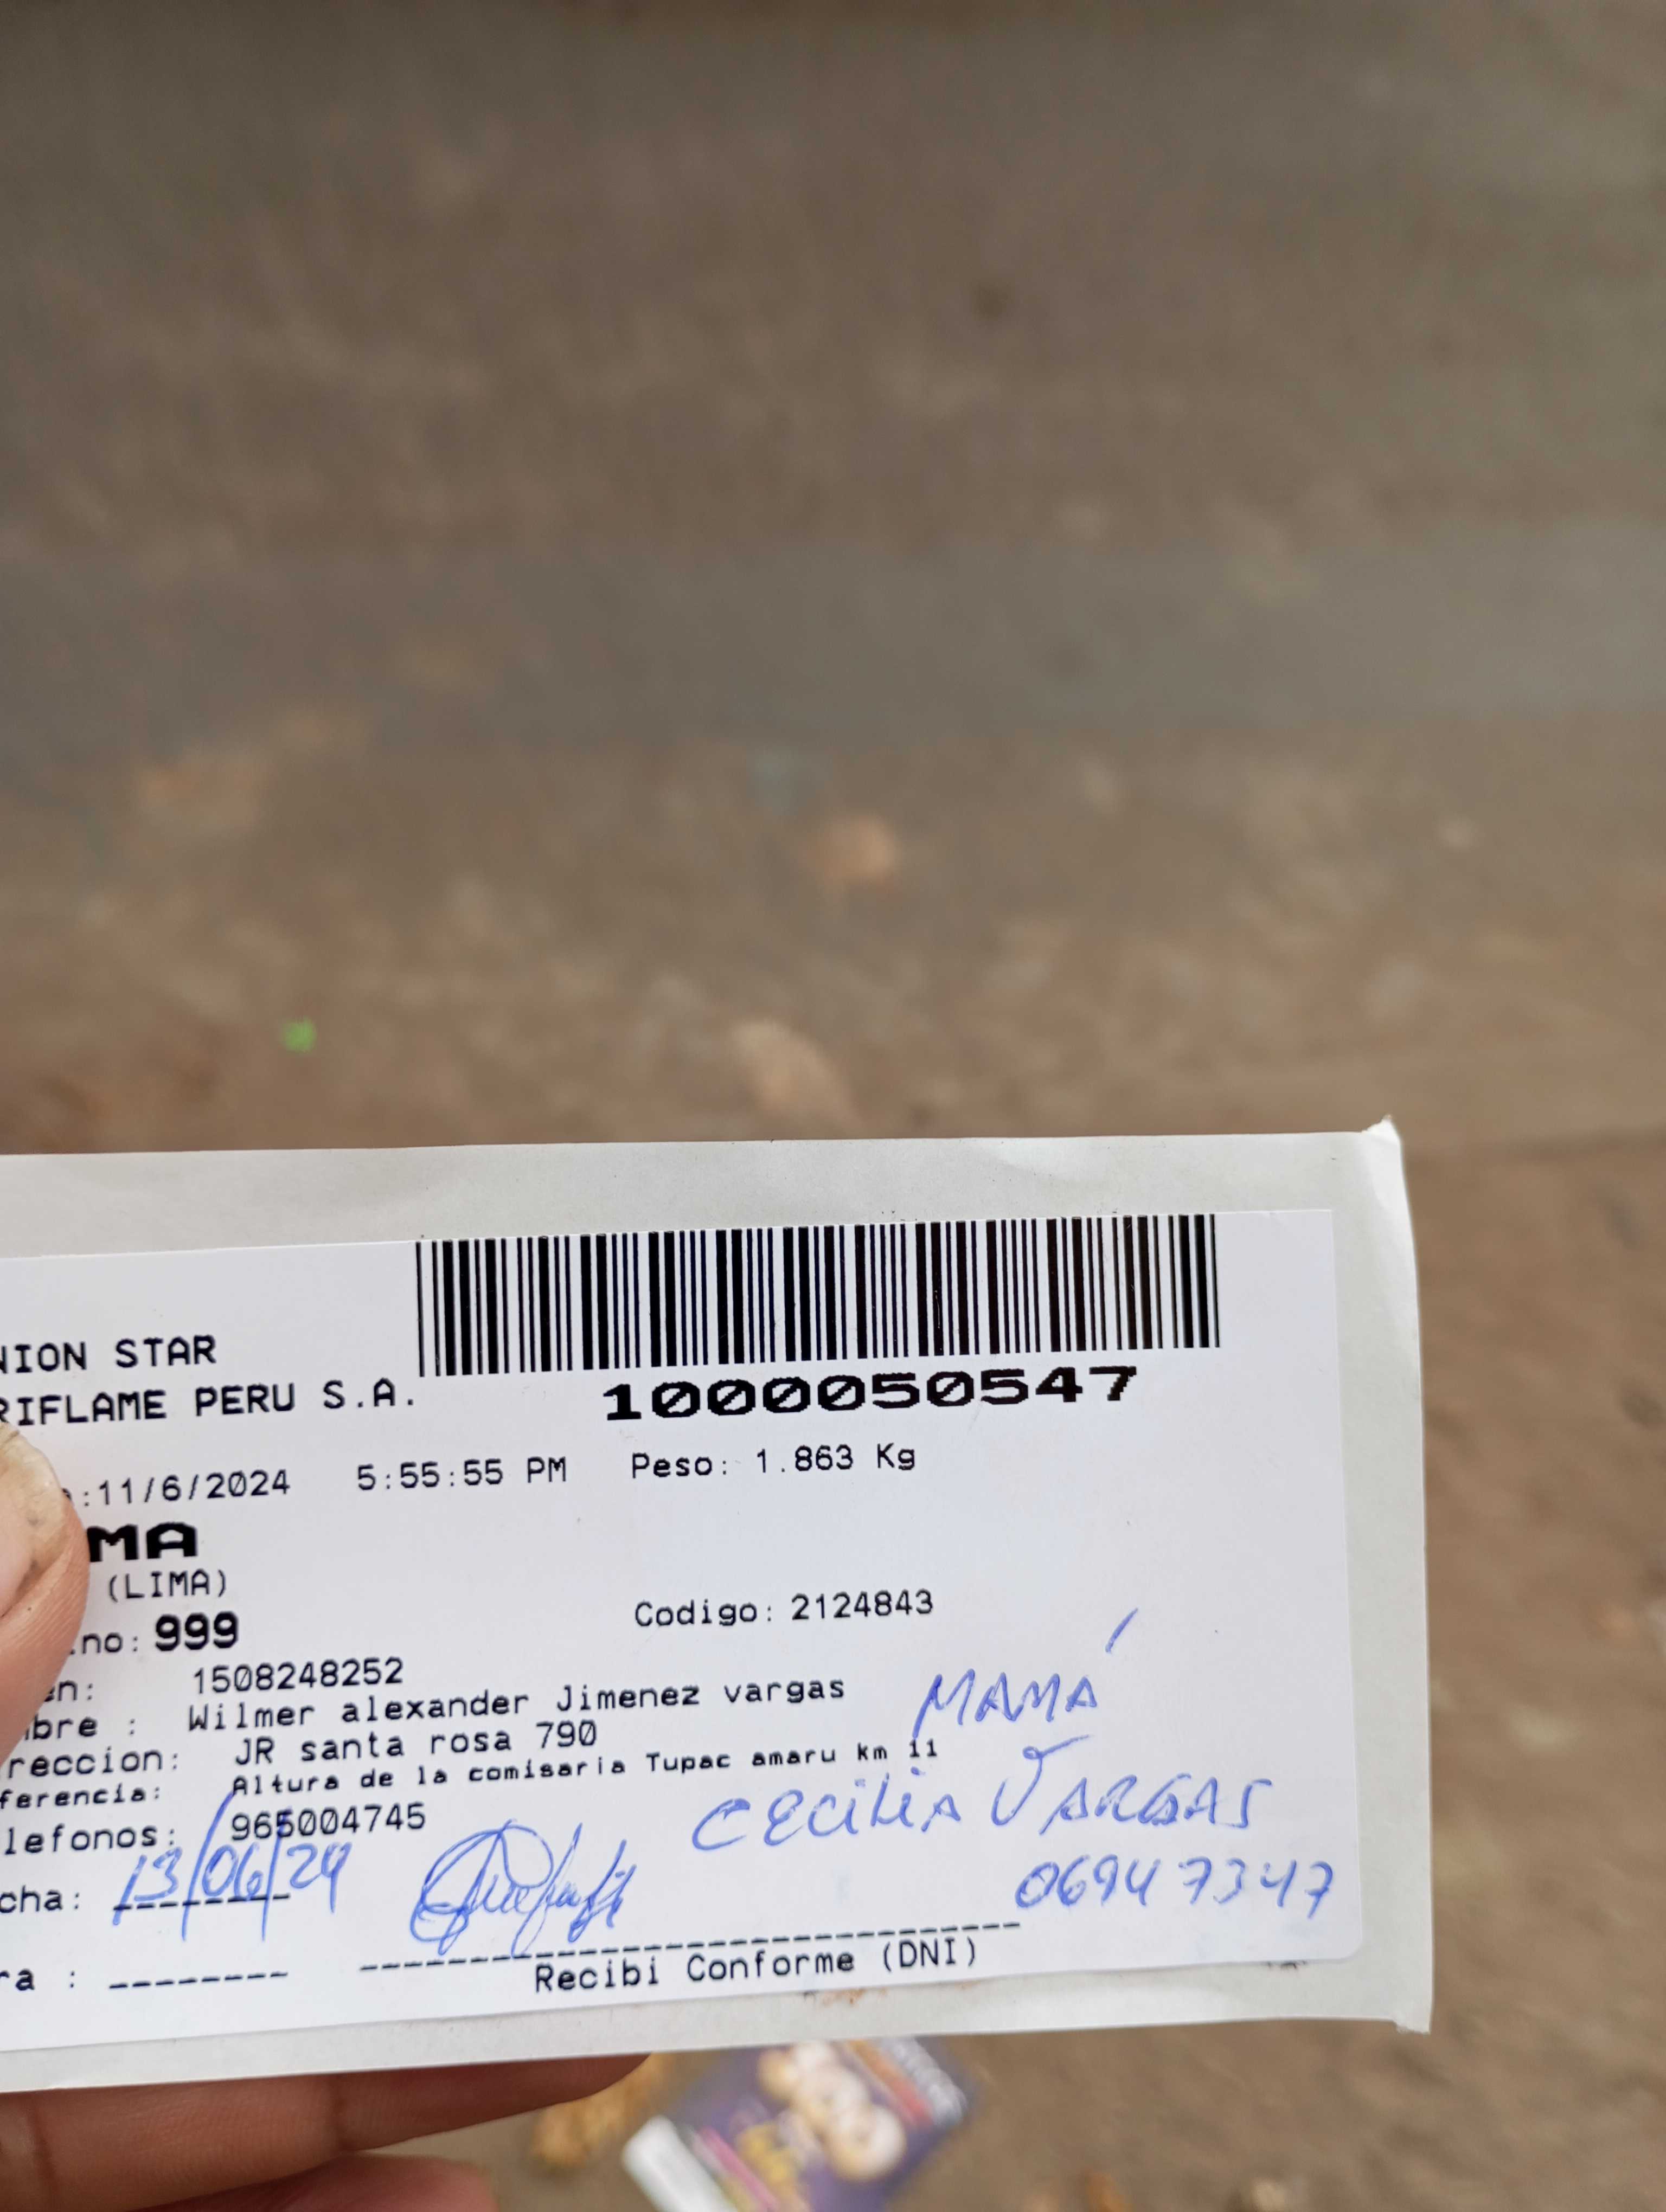 NION STAR
RIFLAME PERU S.A.
1000050547
:11/6/2024 5:55:55 PM Peso: 1.863 Kg
MA
(LIMA)
no: 999 Codigo: 2124843
en: 1508248252
bre : Wilmer alexander Jimenez vargas
MAMÁ
reccion: JR santa rosa 790
ferencia: Altura de la comisaria Tupac amaru km 11
lefonos: 965004745
CECILIA VARGAS
cha: 13/06/24
06947347
ra :
Recibi Conforme (DNI)